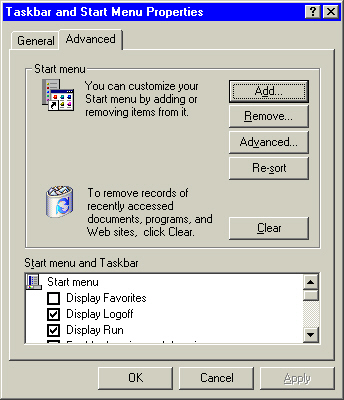 Taskbar and Start Menu Properties
General
Advanced
Start menu
You can customize your
Start menu by adding or
removing items from it.
Add...
Remove...
Advanced...
Re-sort
To remove records of
recently accessed
documents, programs, and
Web sites, click Clear.
Clear
Start menu and Taskbar
Start menu
Display Favorites
Display Logoff
Display Run
OK
Cancel
Apply